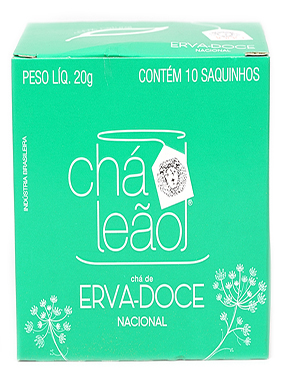 ERVA-DOCE
NACIONAL
PESO LÍQ. 20g
CONTÉM 10 SAQUINHOS
INDÚSTRIA BRASILEIRA
chá
leão®
chá de
ERVA-DOCE
NACIONAL